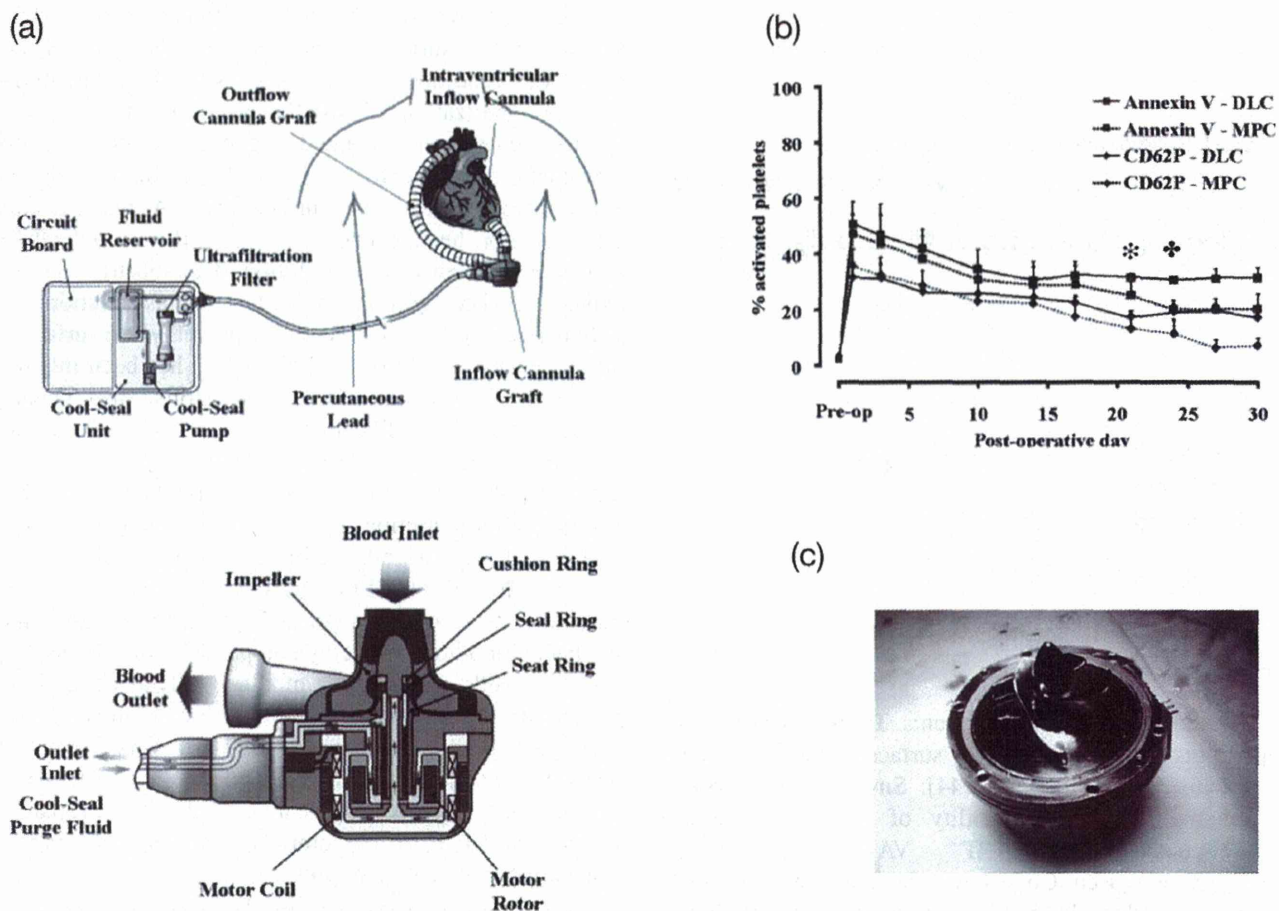 (a)
Outflow
Cannula Graft
Intraventricular
Inflow Cannula
Circuit
Board
Fluid
Reservoir
Ultrafiltration
Filter
Cool-Seal
Unit
Cool-Seal
Pump
Percutaneous
Lead
Inflow Cannula
Graft
Blood Inlet
Impeller
Cushion Ring
Seal Ring
Seat Ring
Blood
Outlet
Outlet
Inlet
Cool-Seal
Purge Fluid
Motor Coil
Motor
Rotor
(b)
% activated platelets
100
80
60
40
20
0
Annexin V - DLC
Annexin V - MPC
CD62P - DLC
CD62P - MPC
Pre-op 5 10 15 20 25 30
Post-operative day
(c)